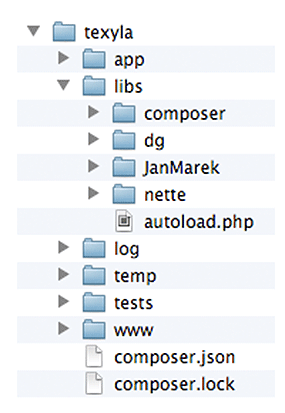 texyla
app
libs
composer
dg
JanMarek
nette
autoload.php
log
temp
tests
www
composer.json
composer.lock